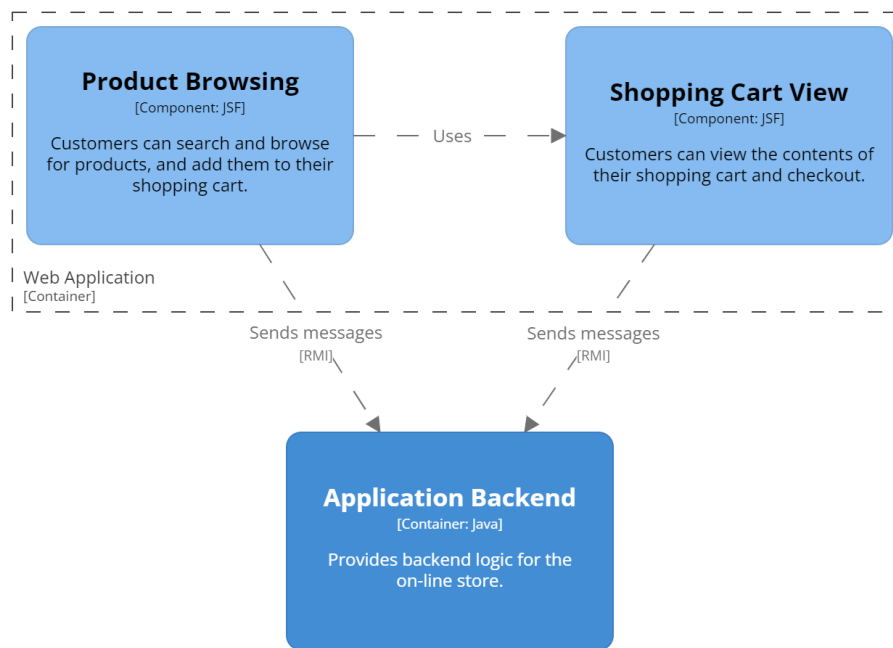 Product Browsing
[Component: JSF]
Customers can search and browse
for products, and add them to their
shopping cart.
Uses
Shopping Cart View
[Component: JSF]
Customers can view the contents of
their shopping cart and checkout.
Web Application
[Container]
Sends messages
[RMI]
Sends messages
[RMI]
Application Backend
[Container: Java]
Provides backend logic for the
on-line store.